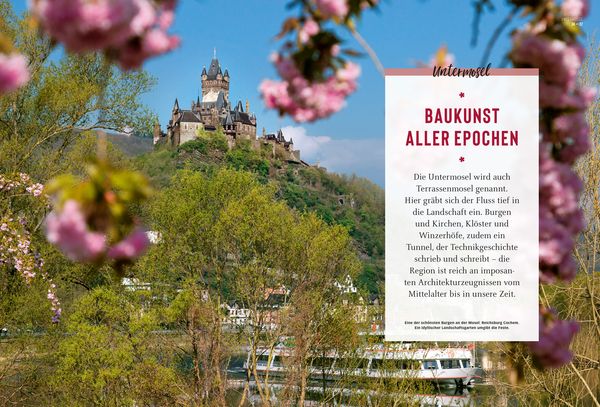 Untermosel
BAUKUNST
ALLER EPOCHEN
Die Untermosel wird auch
Terrassenmosel genannt.
Hier gräbt sich der Fluss tief in
die Landschaft ein. Burgen
und Kirchen, Klöster und
Winzerhöfe, zudem ein
Tunnel, der Technikgeschichte
schrieb und schreibt – die
Region ist reich an imposan-
ten Architekturzeugnissen vom
Mittelalter bis in unsere Zeit.
Eine der schönsten Burgen an der Mosel: Reichsburg Cochem.
Ein idyllischer Landschaftsgarten umgibt die Feste.